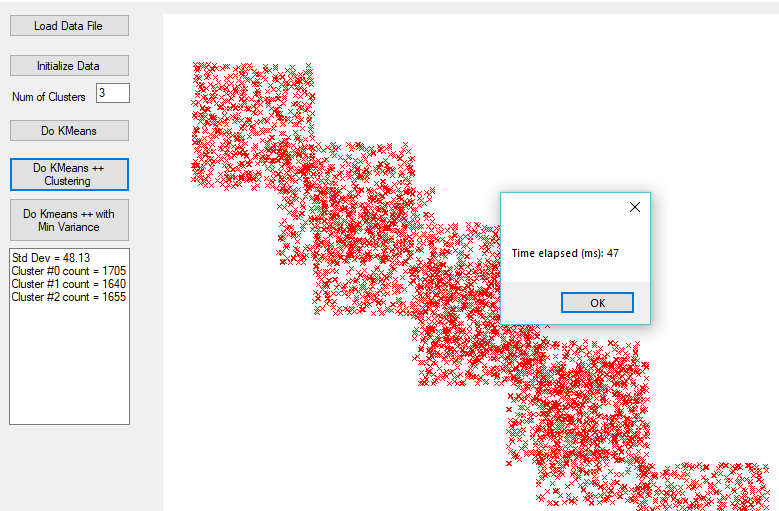 Load Data File
Initialize Data
Num of Clusters 3
Do KMeans
Do KMeans ++
Clustering
Do Kmeans ++ with
Min Variance
Std Dev = 48.13
Cluster #0 count = 1705
Cluster #1 count = 1640
Cluster #2 count = 1655
Time elapsed (ms): 47
OK